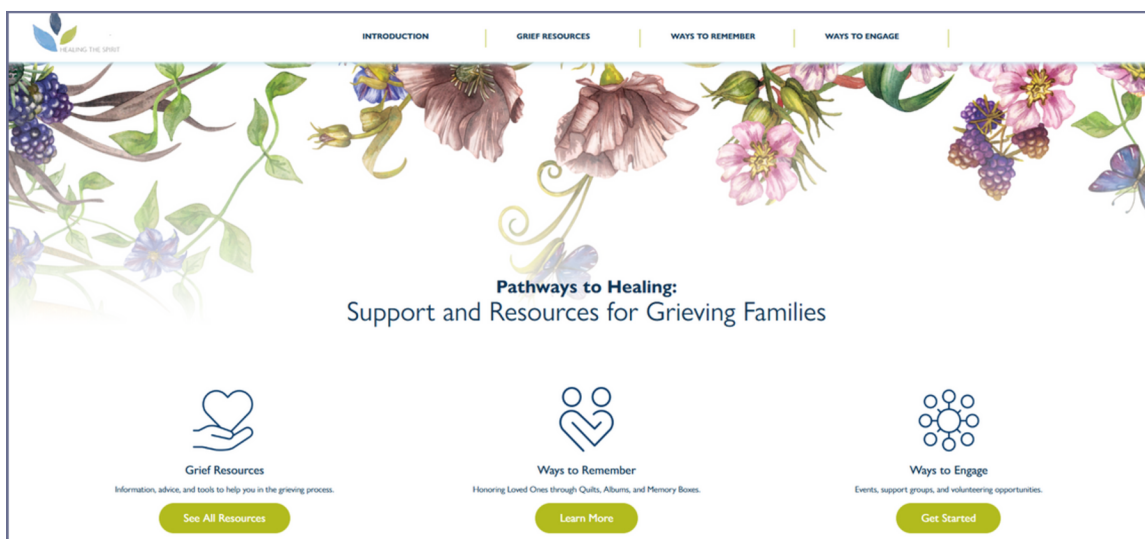 HEALING THE SPIRIT
INTRODUCTION
GRIEF RESOURCES
WAYS TO REMEMBER
WAYS TO ENGAGE
Pathways to Healing:
Support and Resources for Grieving Families
Grief Resources
Information, advice, and tools to help you in the grieving process.
See All Resources
Ways to Remember
Honoring Loved Ones through Quilts, Albums, and Memory Boxes.
Learn More
Ways to Engage
Events, support groups, and volunteering opportunities.
Get Started